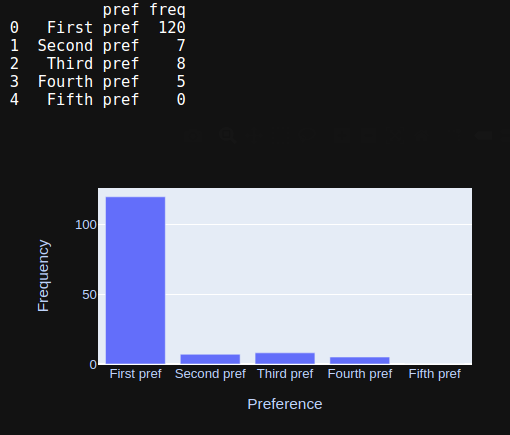 pref freq
0 First pref 120
1 Second pref 7
2 Third pref 8
3 Fourth pref 5
4 Fifth pref 0
100
50
0
Frequency
First pref Second pref Third pref Fourth pref Fifth pref
Preference